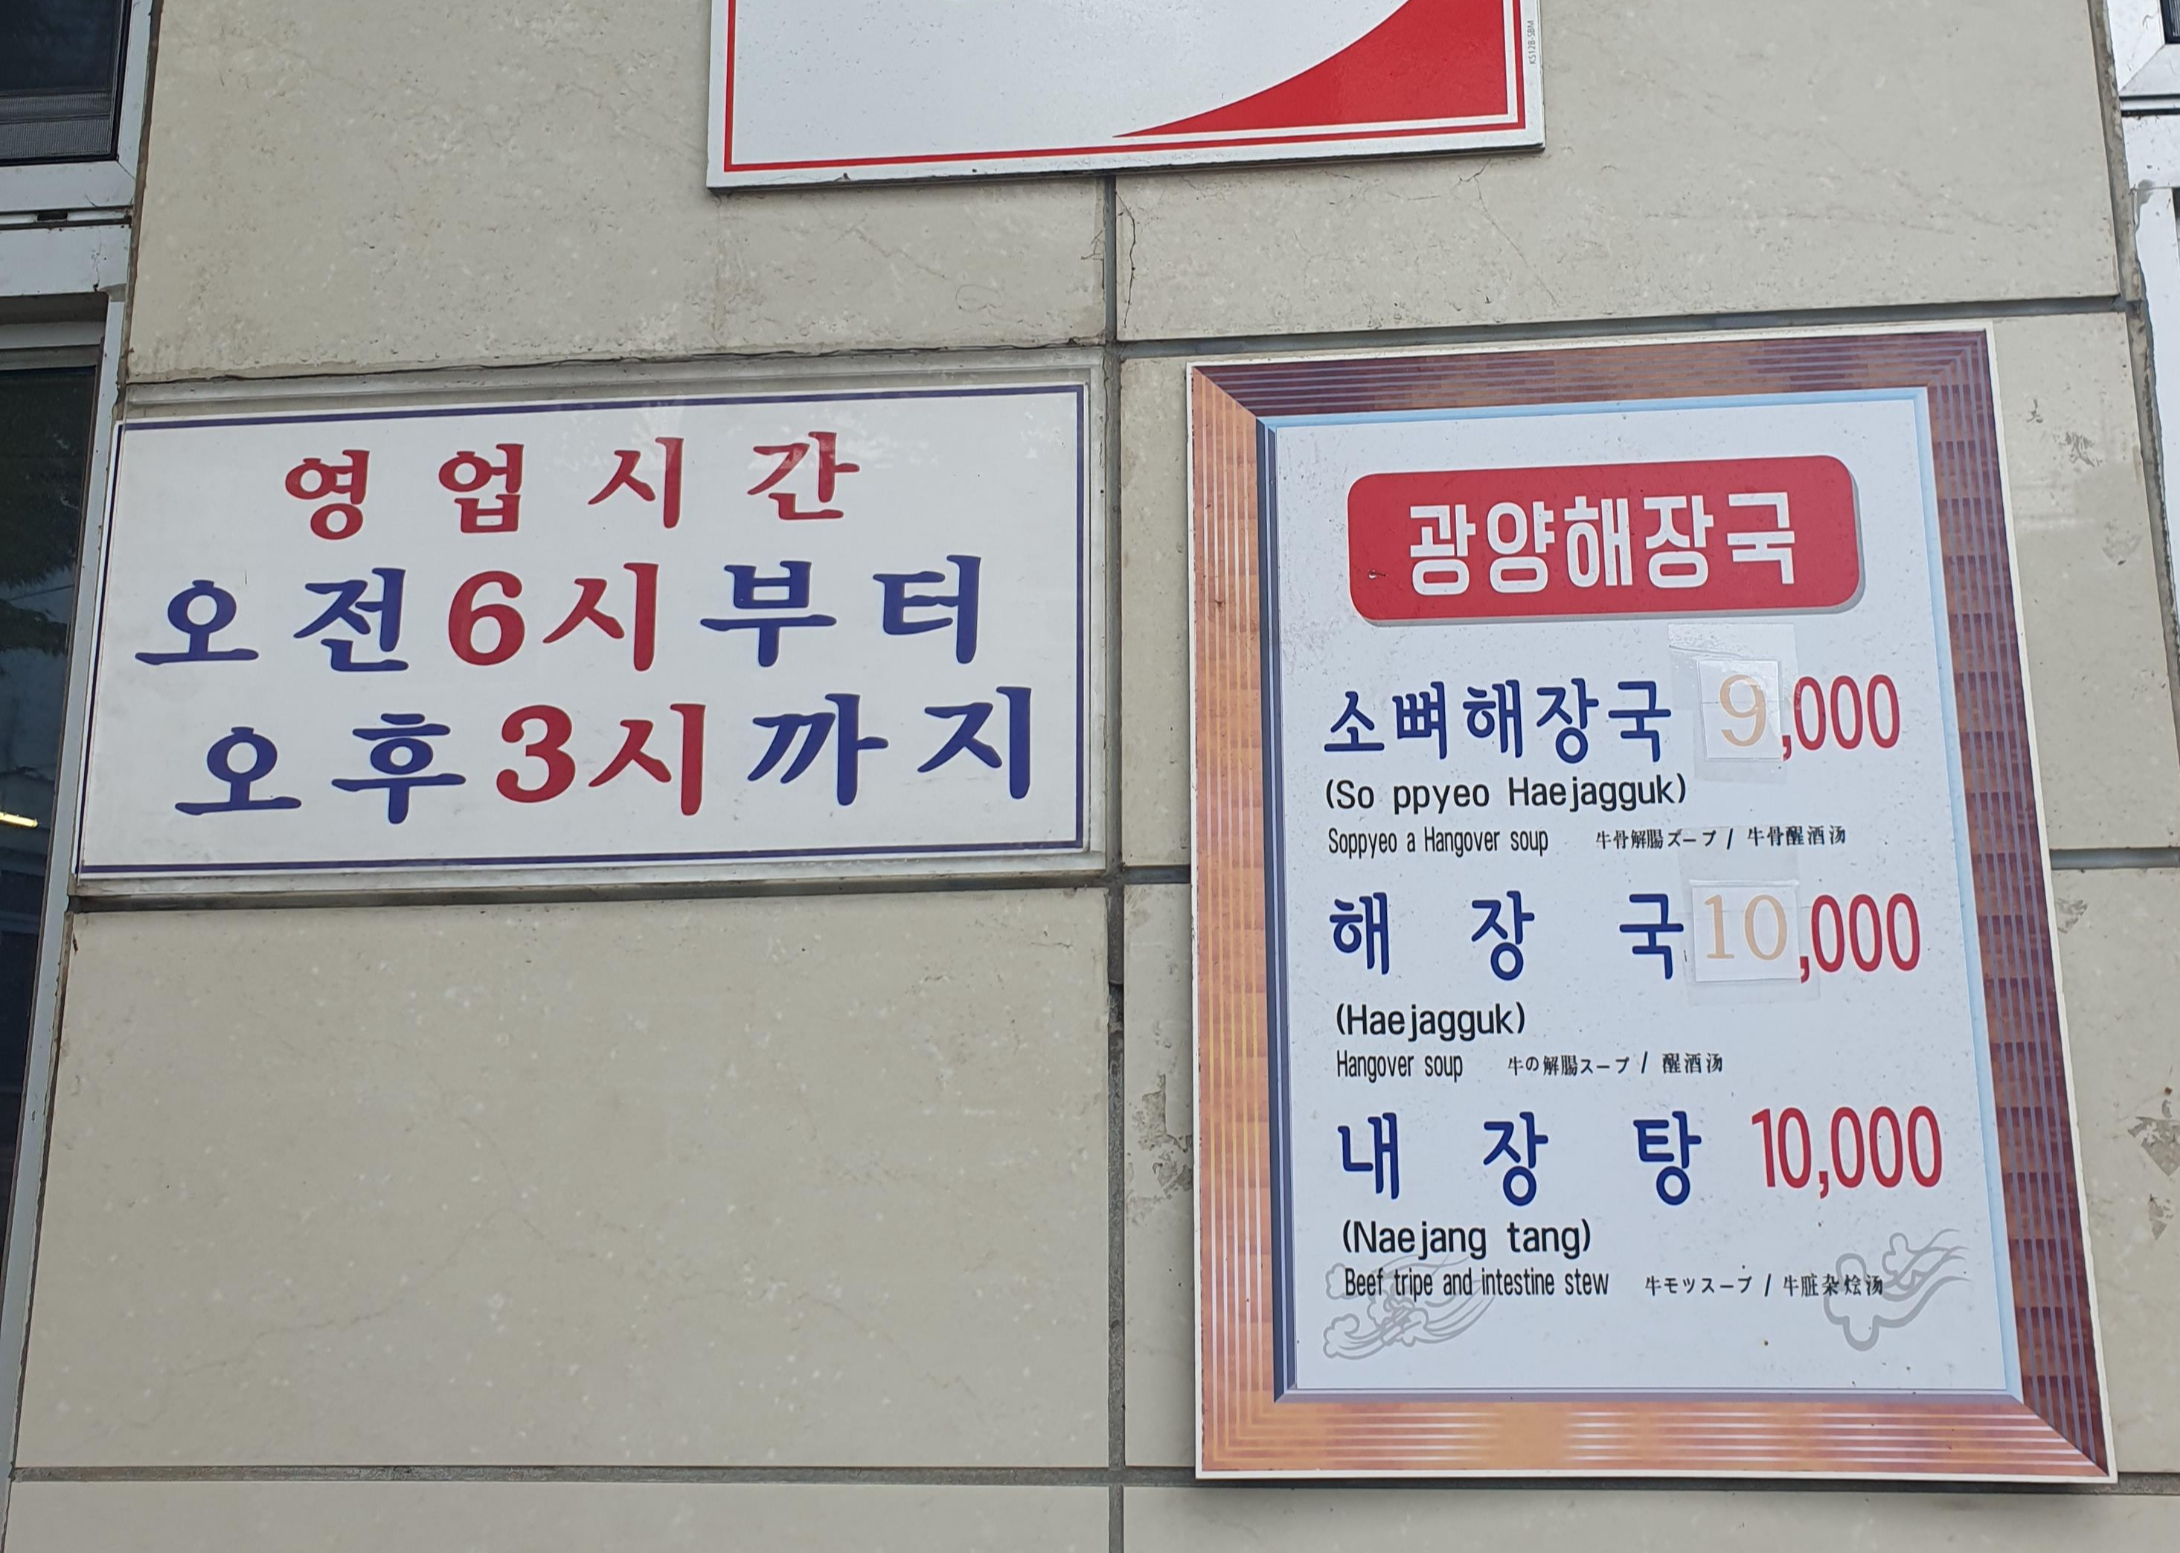 KS12B-SBM
영업시간
오전6시부터
오후3시까지
광양해장국
소뼈해장국 9,000
(So ppyeo Haejagguk)
Soppyeo a Hangover soup 牛骨解腸スープ / 牛骨醒酒汤
해장국 10,000
(Haejagguk)
Hangover soup 牛の解腸スープ / 醒酒汤
내장탕 10,000
(Naejang tang)
Beef tripe and intestine stew 牛モツスープ / 牛脏杂烩汤